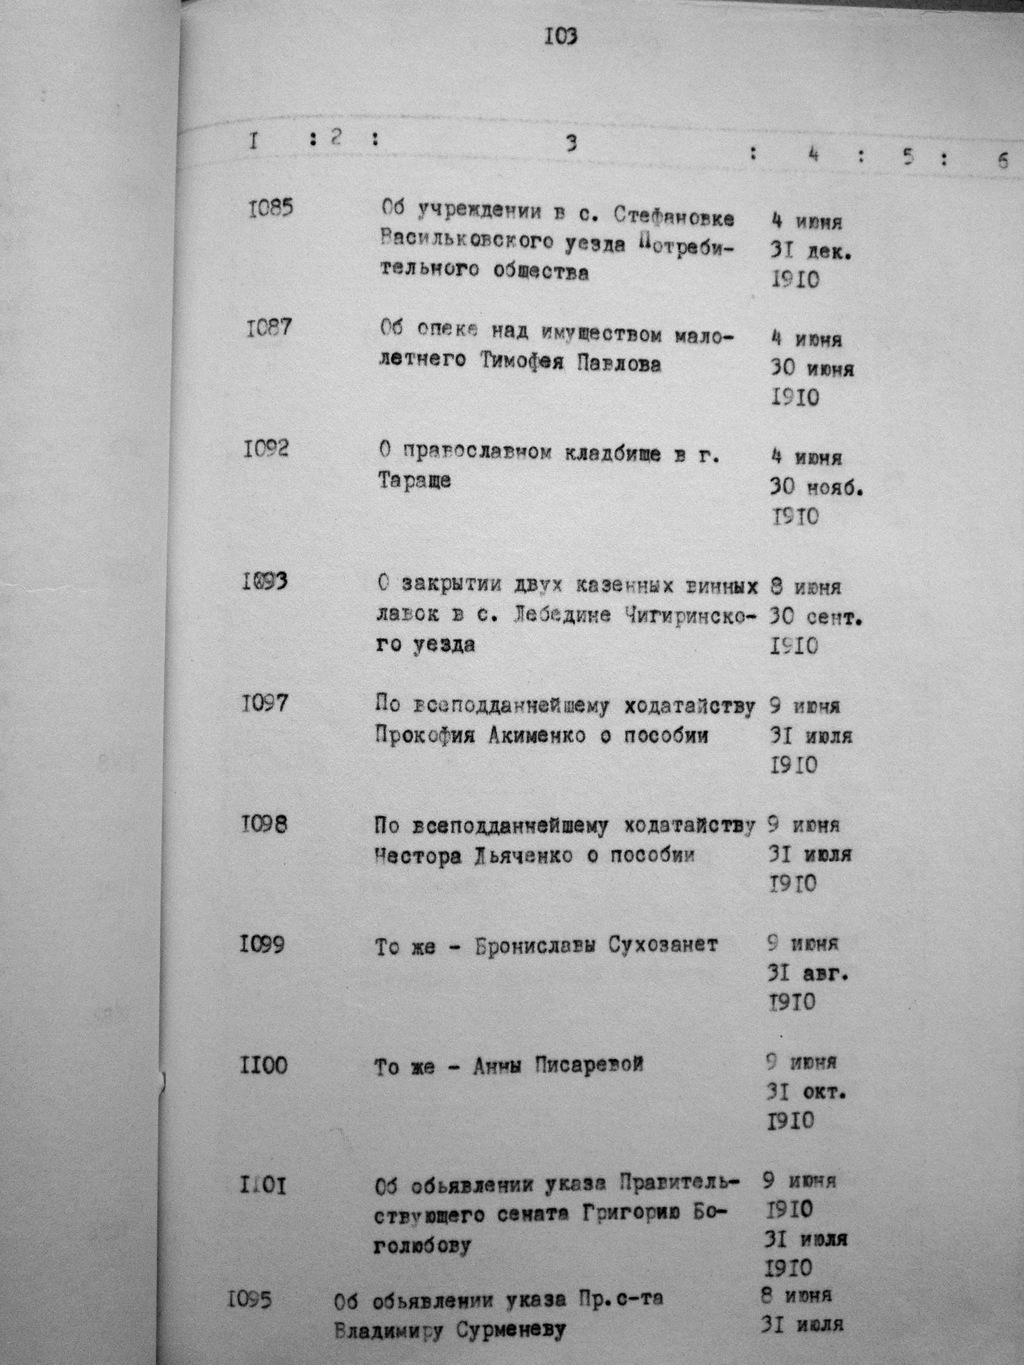 103
I : 2 : 3 : 4 : 5 : 6
1085 Об учреждении в с. Стефановке 4 июня
Васильковского уезда Потреби- 31 дек.
тельного общества 1910
1087 Об опеке над имуществом мало- 4 июня
летнего Тимофея Павлова 30 июня
1910
1092 О православном кладбище в г. 4 июня
Тараще 30 нояб.
1910
1093 О закрытии двух казенных винных 8 июня
лавок в с. Лебедине Чигиринско- 30 сент.
го уезда 1910
1097 По всеподданнейшему ходатайству 9 июня
Прокофия Акименко о пособии 31 июля
1910
1098 По всеподданнейшему ходатайству 9 июня
Нестора Дьяченко о пособии 31 июля
1910
1099 То же - Брониславы Сухозанет 9 июня
31 авг.
1910
1100 То же - Анны Писаревой 9 июня
31 окт.
1910
1101 Об обьявлении указа Правитель- 9 июня
ствующего сената Григорию Бо- 1910
голюбову 31 июля
1910
1095 Об обьявлении указа Пр.с-та 8 июня
Владимиру Сурменеву 31 июля